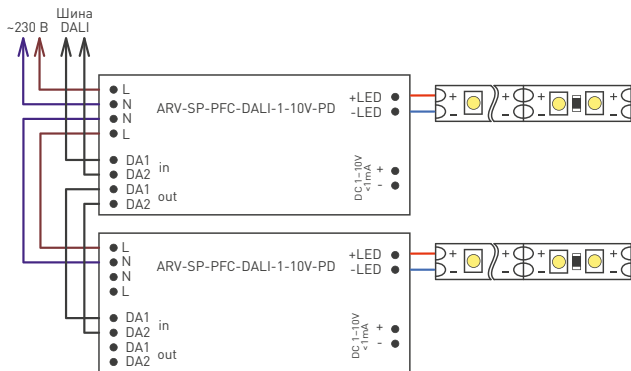 Шина
~230 В DALI
L
N
N
L
ARV-SP-PFC-DALI-1-10V-PD
+LED
-LED
DA1
DA2
in
DA1
DA2
out
DC 1–10V
<1mA
+
-
+ + +
- - -
L
N
N
L
ARV-SP-PFC-DALI-1-10V-PD
+LED
-LED
DA1
DA2
in
DA1
DA2
out
DC 1–10V
<1mA
+
-
+ + +
- - -